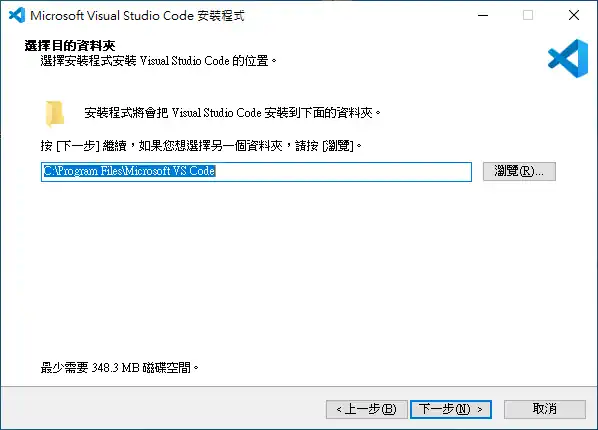 Microsoft Visual Studio Code 安裝程式
選擇目的資料夾
選擇安裝程式安裝 Visual Studio Code 的位置。
安裝程式將會把 Visual Studio Code 安裝到下面的資料夾。
按 [下一步] 繼續，如果您想選擇另一個資料夾，請按 [瀏覽]。
C:\Program Files\Microsoft VS Code
瀏覽(R)...
最少需要 348.3 MB 磁碟空間。
< 上一步(B)
下一步(N) >
取消